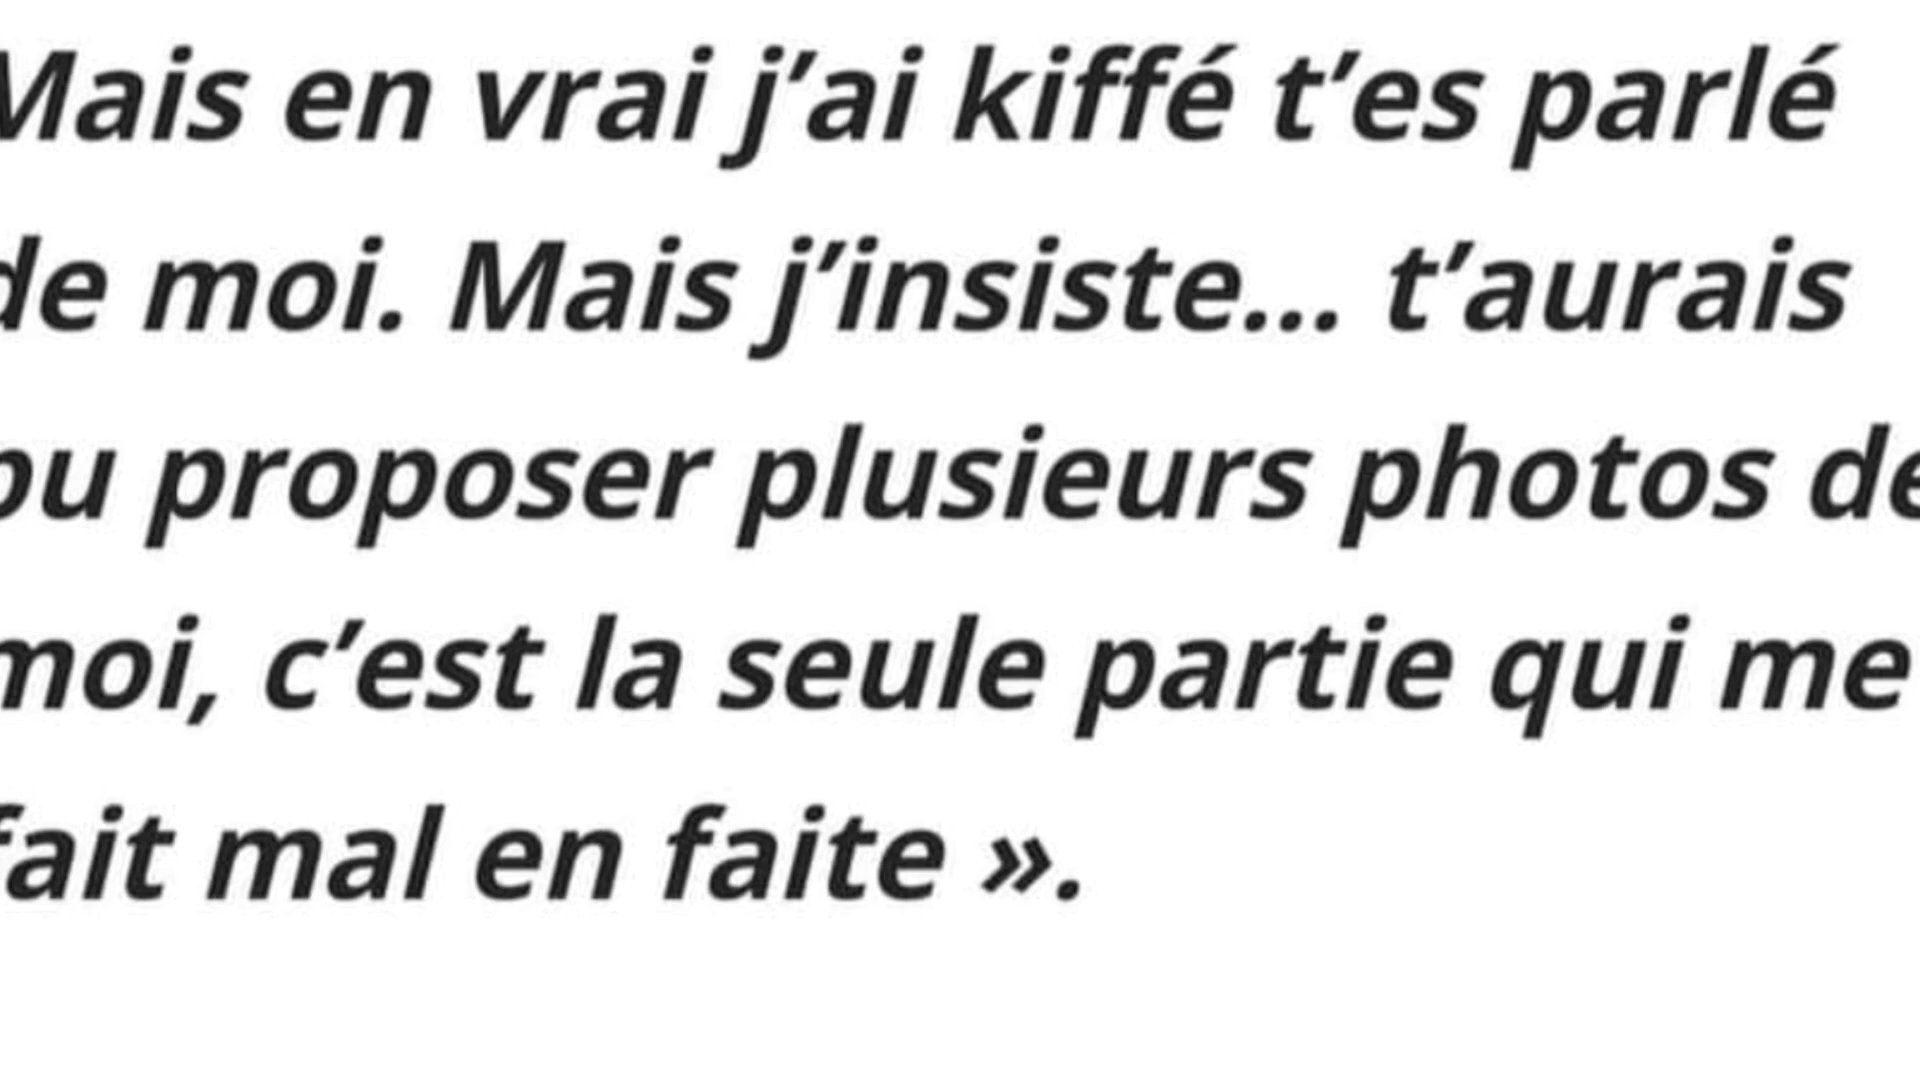 Mais en vrai j’ai kiffé t’es parlé
de moi. Mais j’insiste... t’aurais
pu proposer plusieurs photos de
moi, c’est la seule partie qui me
fait mal en faite ».